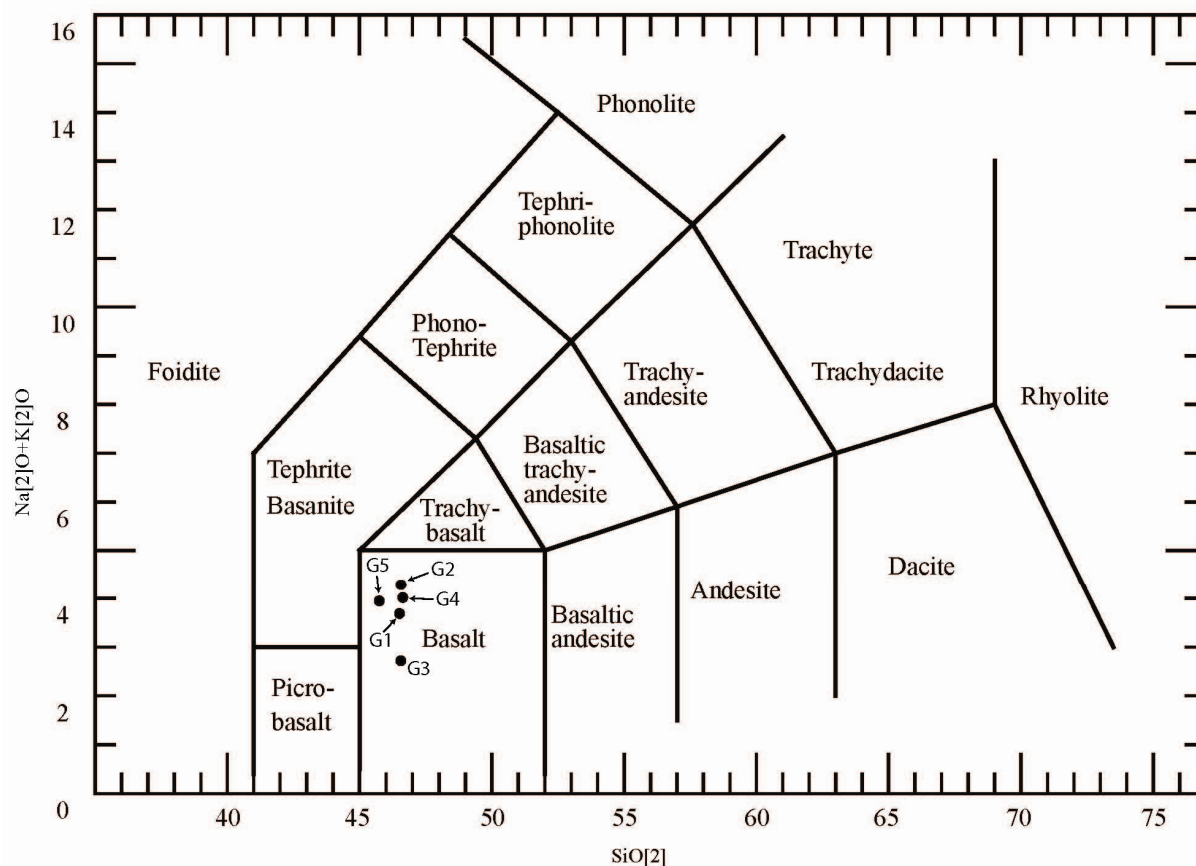 16
14
12
10
8
6
4
2
0
Na[2]O+K[2]O
Phonolite
Tephri-
phonolite
Trachyte
Phono-
Tephrite
Foidite
Trachy-
andesite
Trachydacite
Rhyolite
Tephrite
Basanite
Basaltic
trachy-
andesite
Trachy-
basalt
G5
G2
G4
G1
G3
Basalt
Basaltic
andesite
Andesite
Dacite
Picro-
basalt
40
45
50
55
60
65
70
75
SiO[2]